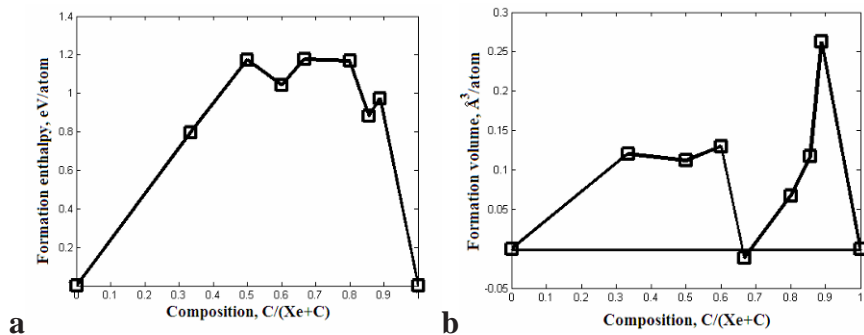 1.4
1.2
1
0.8
0.6
0.4
0.2
0 0.1 0.2 0.3 0.4 0.5 0.6 0.7 0.8 0.9 1
Formation enthalpy, eV/atom
Composition, C/(Xe+C)
a
0.3
0.25
0.2
0.15
0.1
0.05
0
-0.05
0 0.1 0.2 0.3 0.4 0.5 0.6 0.7 0.8 0.9 1
Formation volume, Å³/atom
Composition, C/(Xe+C)
b